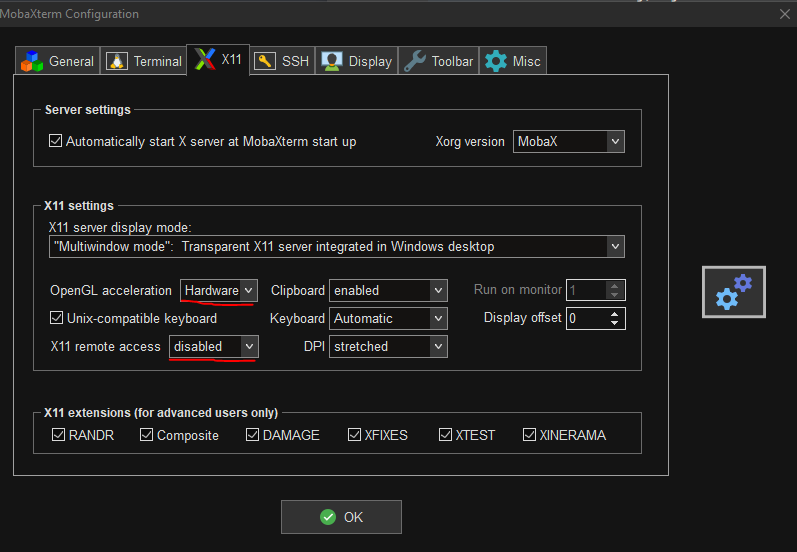 MobaXterm Configuration
General Terminal X11 SSH Display Toolbar Misc
Server settings
Automatically start X server at MobaXterm start up Xorg version MobaX
X11 settings
X11 server display mode:
"Multiwindow mode": Transparent X11 server integrated in Windows desktop
OpenGL acceleration Hardware Clipboard enabled Run on monitor 1
Unix-compatible keyboard Keyboard Automatic Display offset 0
X11 remote access disabled DPI stretched
X11 extensions (for advanced users only)
RANDR Composite DAMAGE XFIXES XTEST XINERAMA
OK